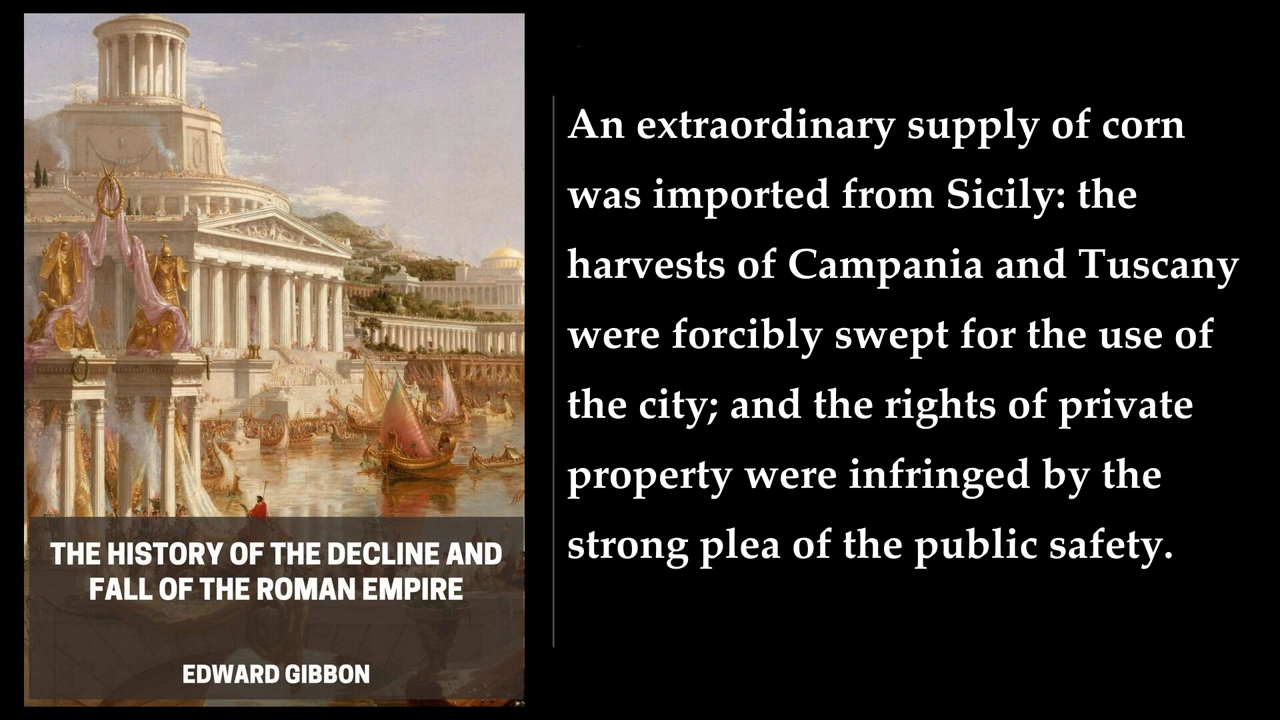 THE HISTORY OF THE DECLINE AND
FALL OF THE ROMAN EMPIRE
EDWARD GIBBON
An extraordinary supply of corn
was imported from Sicily: the
harvests of Campania and Tuscany
were forcibly swept for the use of
the city; and the rights of private
property were infringed by the
strong plea of the public safety.